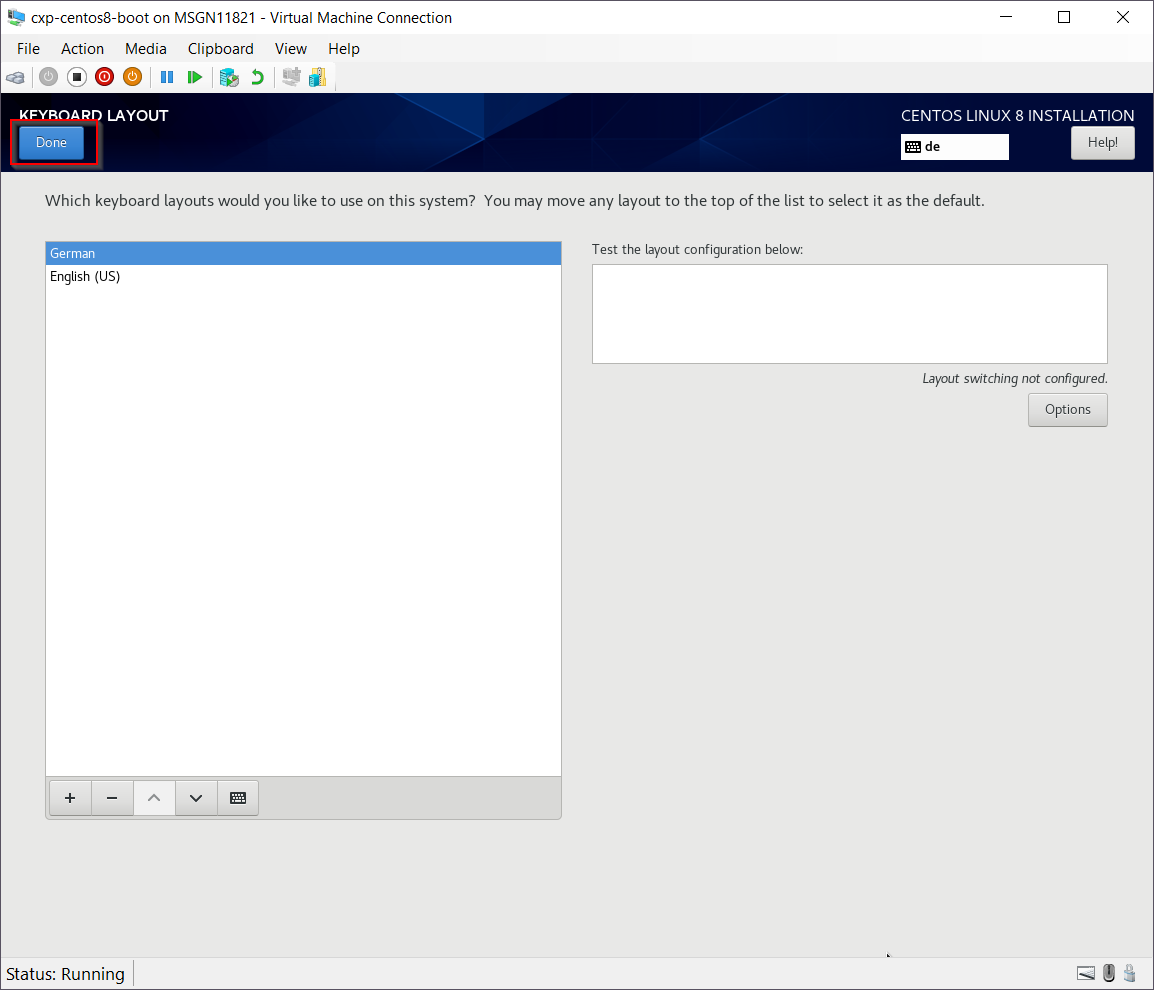 cxp-centos8-boot on MSGN11821 - Virtual Machine Connection
File Action Media Clipboard View Help
KEYBOARD LAYOUT
CENTOS LINUX 8 INSTALLATION
Done
de
Help!
Which keyboard layouts would you like to use on this system?  You may move any layout to the top of the list to select it as the default.
German
English (US)
Test the layout configuration below:
Layout switching not configured.
Options
Status: Running